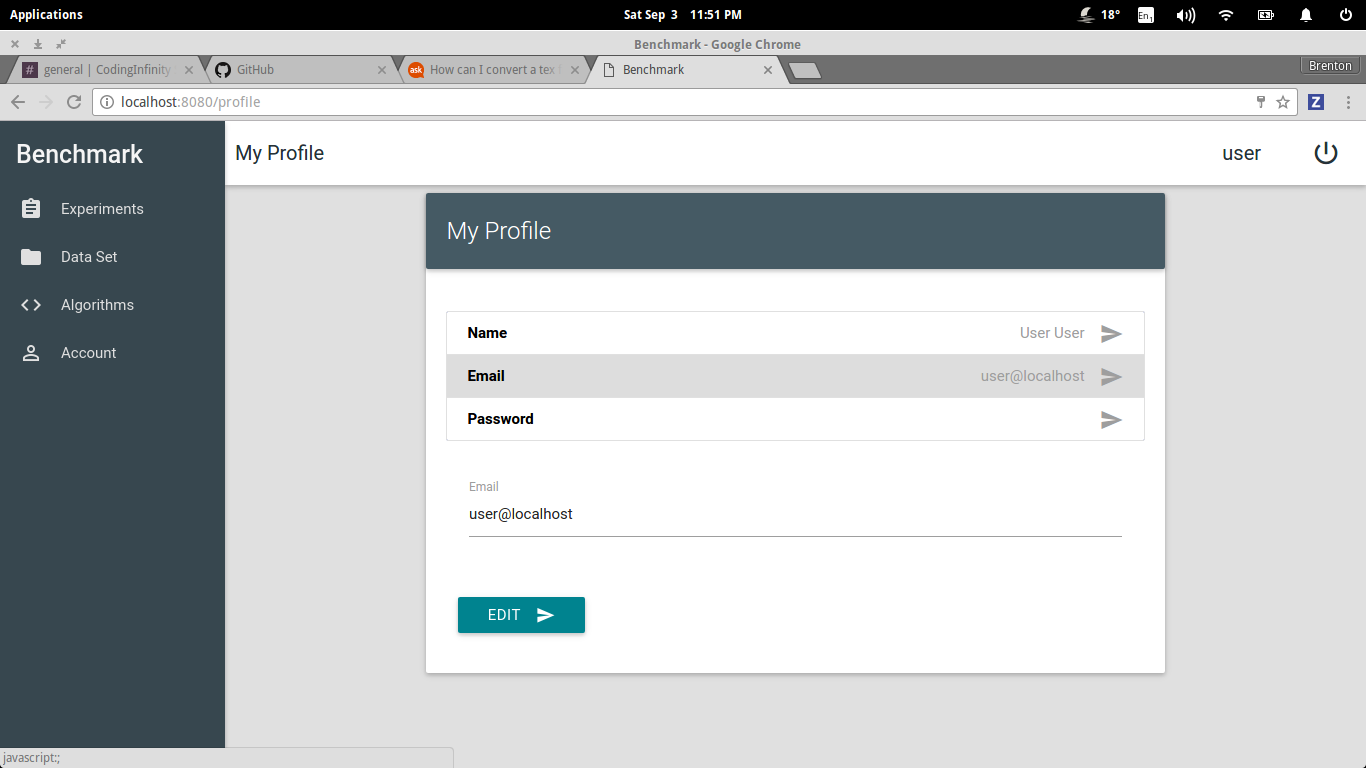 Applications
Sat Sep 3 11:51 PM
18°
En1
Benchmark - Google Chrome
# general | CodingInfinity
GitHub
ask How can I convert a tex
Benchmark
Brenton
localhost:8080/profile
Z
Benchmark
My Profile
user
Experiments
Data Set
Algorithms
Account
My Profile
Name User User
Email user@localhost
Password
Email
user@localhost
EDIT
javascript:;